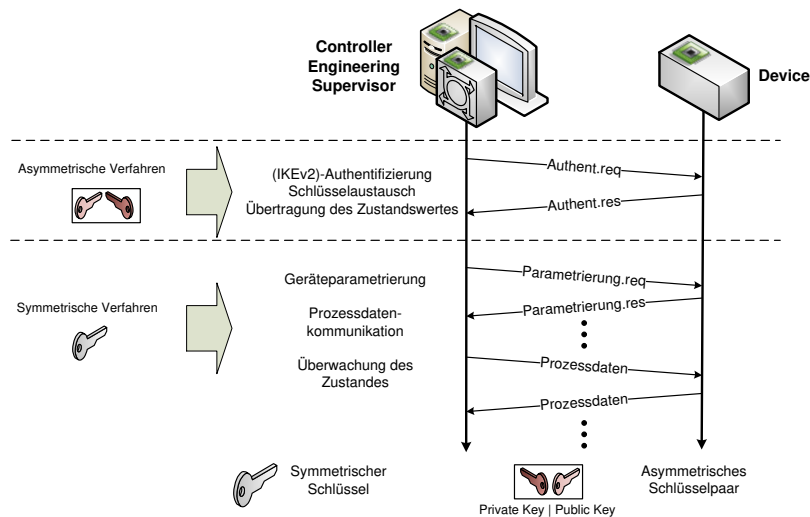 Controller
Engineering
Supervisor
Device
Asymmetrische Verfahren
(IKEv2)-Authentifizierung
Schlüsselaustausch
Übertragung des Zustandswertes
Authent.req
Authent.res
Symmetrische Verfahren
Geräteparametrierung
Prozessdaten-
kommunikation
Überwachung des
Zustandes
Parametrierung.req
Parametrierung.res
Prozessdaten
Prozessdaten
Symmetrischer
Schlüssel
Private Key | Public Key
Asymmetrisches
Schlüsselpaar